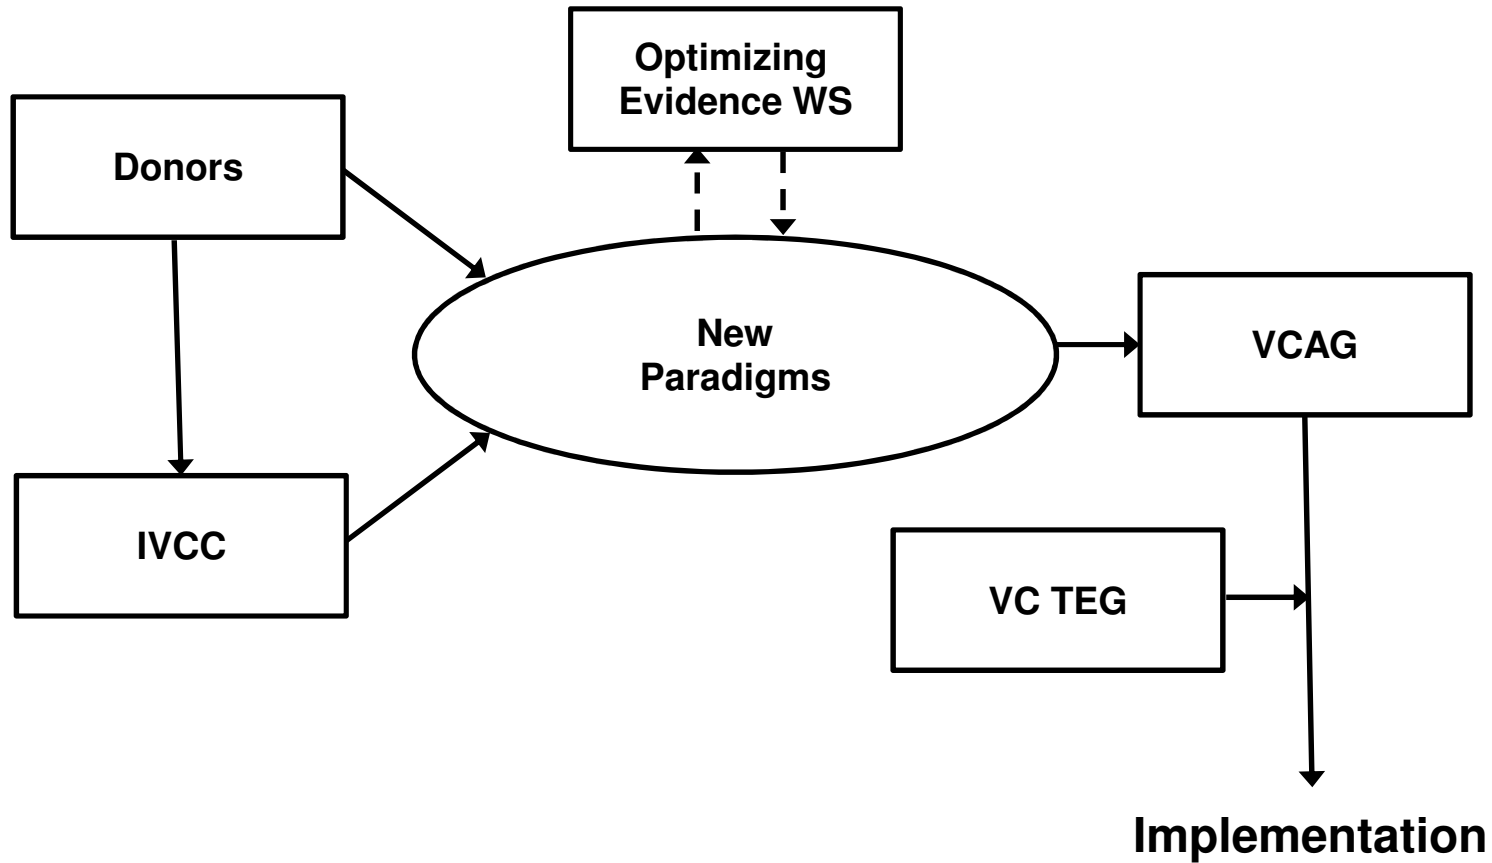 Optimizing
Evidence WS
Donors
New
Paradigms
VCAG
IVCC
VC TEG
Implementation